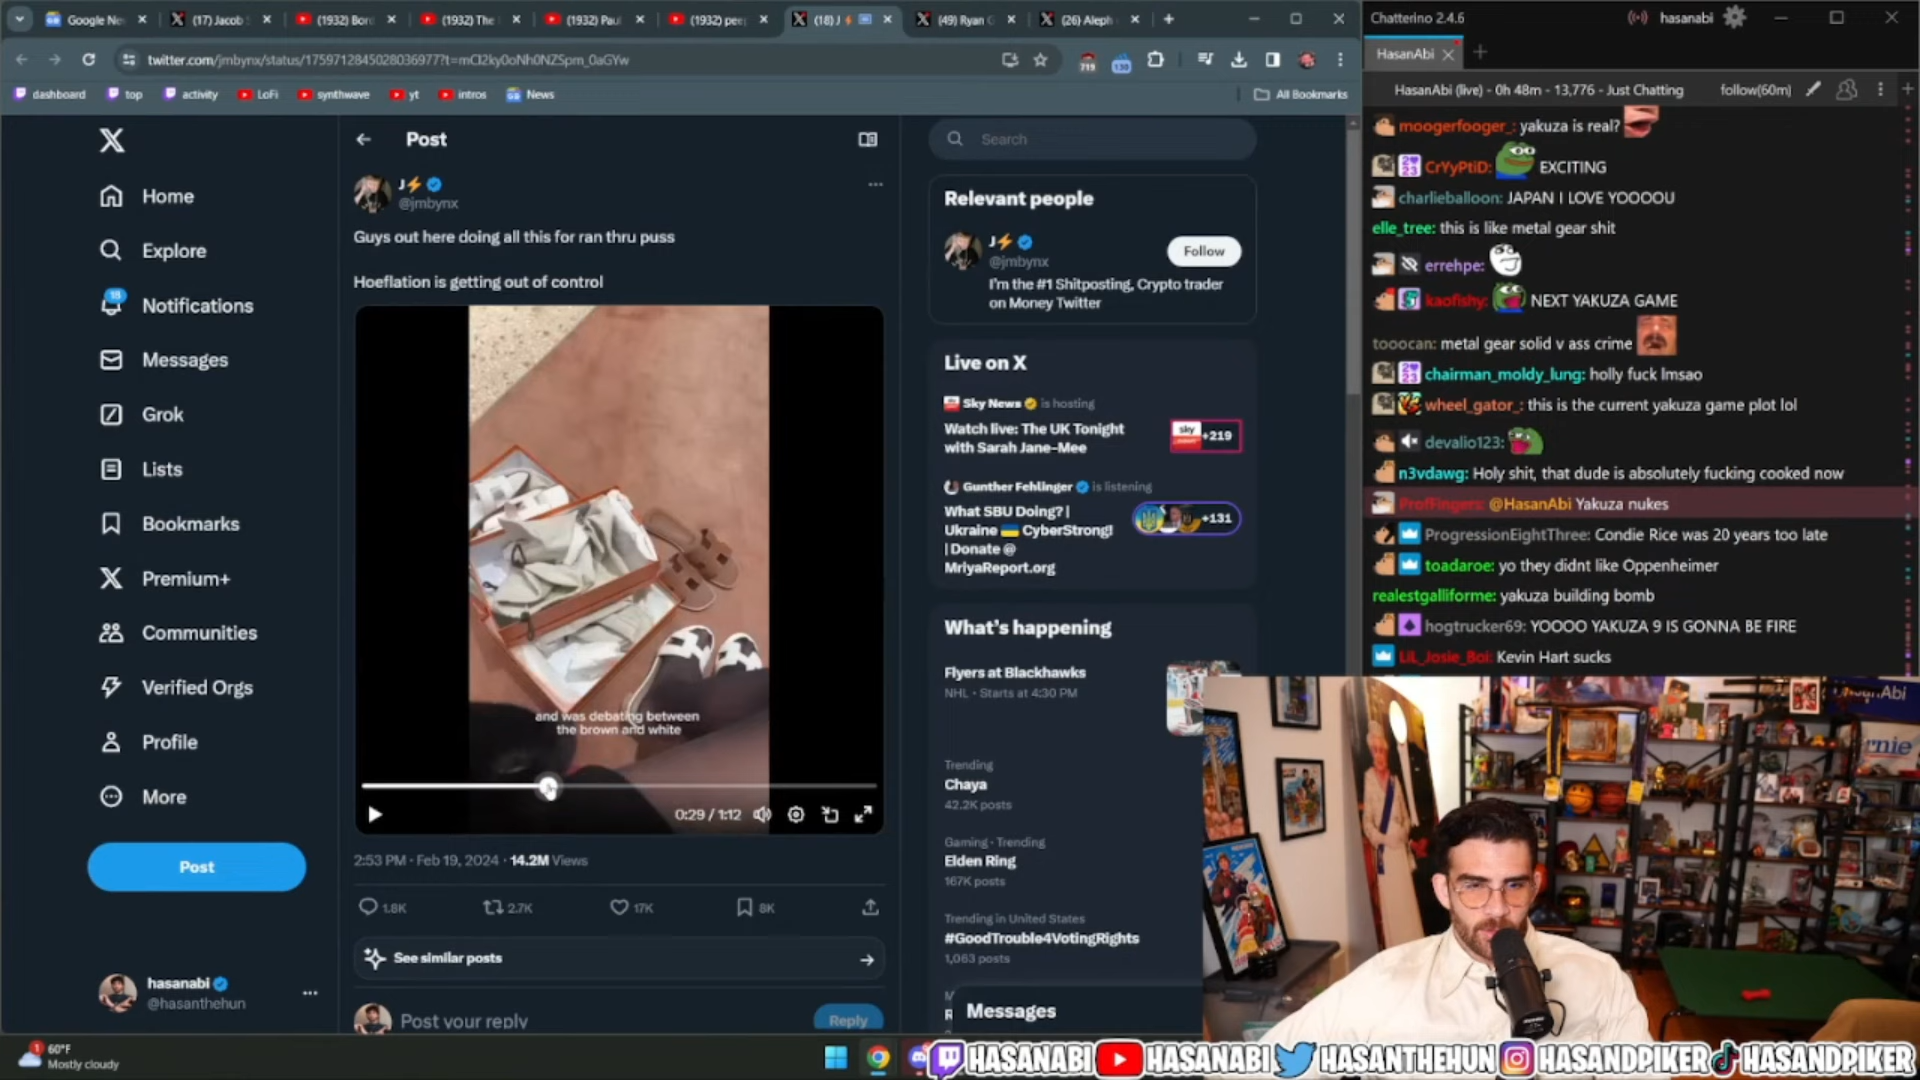 Google Ne
(17) Jacob
(1932) Bor
(1932) The
(1932) Pau
(1932) pee
(18) J⚡
(49) Ryan G
(26) Aleph
twitter.com/jmbynx/status/1759712845028036977?t=mCI2ky0oNh0NZSpm_0aGYw
dashboard
top
activity
LoFi
synthwave
yt
intros
News
All Bookmarks
Home
Explore
Notifications
Messages
Grok
Lists
Bookmarks
Premium+
Communities
Verified Orgs
Profile
More
Post
hasanabi
@hasanthehun
Post
J⚡
@jmbynx
Guys out here doing all this for ran thru puss
Hoeflation is getting out of control
and was debating between
the brown and white
0:29 / 1:12
2:53 PM · Feb 19, 2024 · 14.2M Views
1.8K
2.7K
17K
8K
See similar posts
Post your reply
Reply
Search
Relevant people
J⚡
@jmbynx
Follow
I'm the #1 Shitposting, Crypto trader
on Money Twitter
Live on X
Sky News is hosting
Watch live: The UK Tonight
with Sarah Jane-Mee
sky
+219
Gunther Fehlinger is listening
What SBU Doing? |
Ukraine 🇺🇦 CyberStrong!
| Donate @
MriyaReport.org
+131
What's happening
Flyers at Blackhawks
NHL · Starts at 4:30 PM
Trending
Chaya
42.2K posts
Gaming · Trending
Elden Ring
167K posts
Trending in United States
#GoodTrouble4VotingRights
1,063 posts
Messages
Chatterino 2.4.6
hasanabi
HasanAbi
HasanAbi (live) - 0h 48m - 13,776 - Just Chatting
follow(60m)
moogerfooger_: yakuza is real?
CrYyPtiD: EXCITING
charlieballoon: JAPAN I LOVE YOOOOU
elle_tree: this is like metal gear shit
errehpe:
kaofishy: NEXT YAKUZA GAME
tooocan: metal gear solid v ass crime
chairman_moldy_lung: holly fuck lmsao
wheel_gator_: this is the current yakuza game plot lol
devalio123:
n3vdawg: Holy shit, that dude is absolutely fucking cooked now
ProfFingers: @HasanAbi Yakuza nukes
ProgressionEightThree: Condie Rice was 20 years too late
toadaroe: yo they didnt like Oppenheimer
realestgalliforme: yakuza building bomb
hogtrucker69: YOOOO YAKUZA 9 IS GONNA BE FIRE
LiL_Josie_Boi: Kevin Hart sucks
60°F
Mostly cloudy
HASANABI
HASANABI
HASANTHEHUN
HASANDPIKER
HASANDPIKER